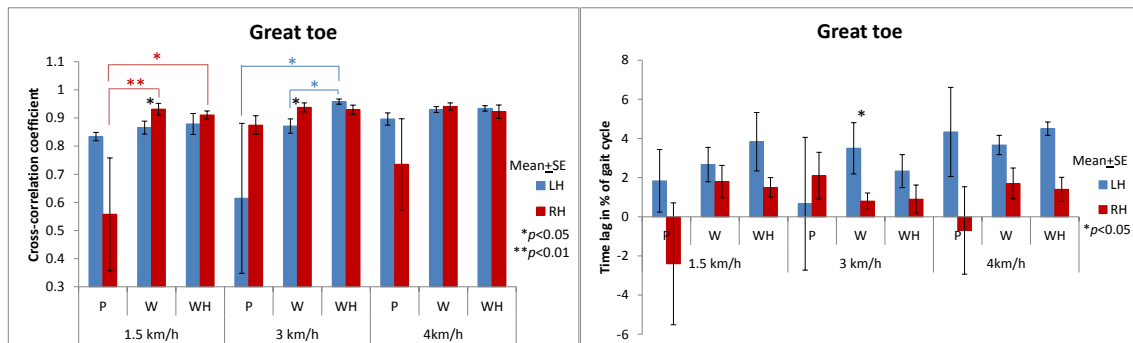 Great toe
Cross-correlation coefficient
1.1
1
0.9
0.8
0.7
0.6
0.5
0.4
0.3
*
**
*
*
*
*
Mean±SE
LH
RH
*p<0.05
**p<0.01
P W WH P W WH P W WH
1.5 km/h 3 km/h 4km/h
Great toe
Time lag in % of gait cycle
8
6
4
2
0
-2
-4
-6
*
Mean±SE
LH
RH
*p<0.05
P W WH P W WH P W WH
1.5 km/h 3 km/h 4km/h